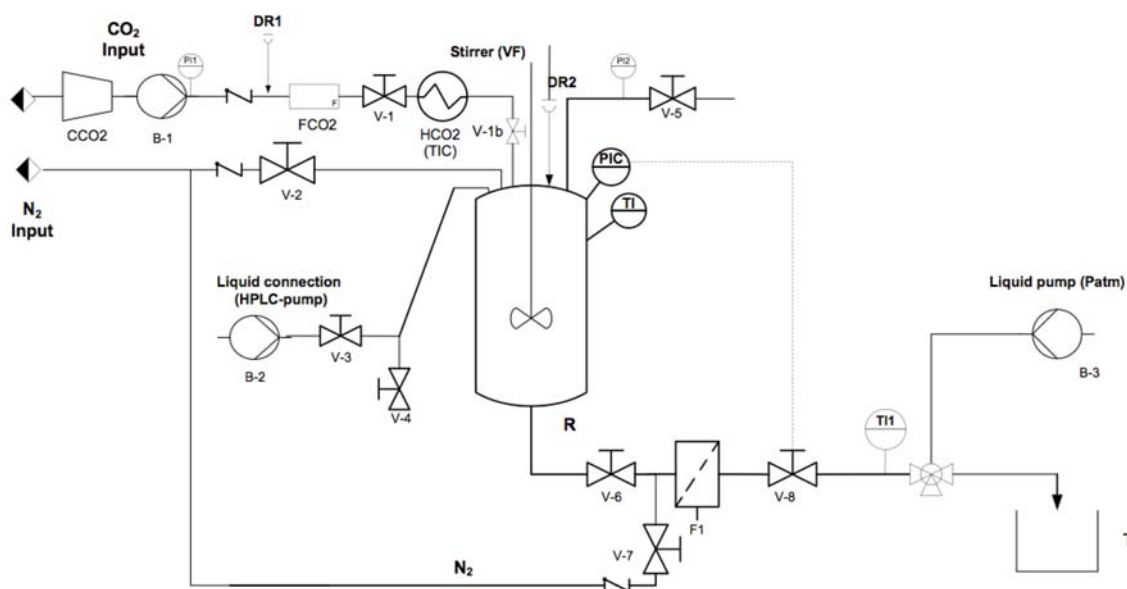 CO₂
Input
DR1
PI1
Stirrer (VF)
DR2
PI2
CCO2
B-1
F
FCO2
V-1
HCO2
(TIC)
V-1b
V-5
PIC
TI
N₂
Input
V-2
Liquid connection
(HPLC-pump)
B-2
V-3
V-4
Liquid pump (Patm)
B-3
R
TI1
V-6
F1
V-8
V-7
N₂
T